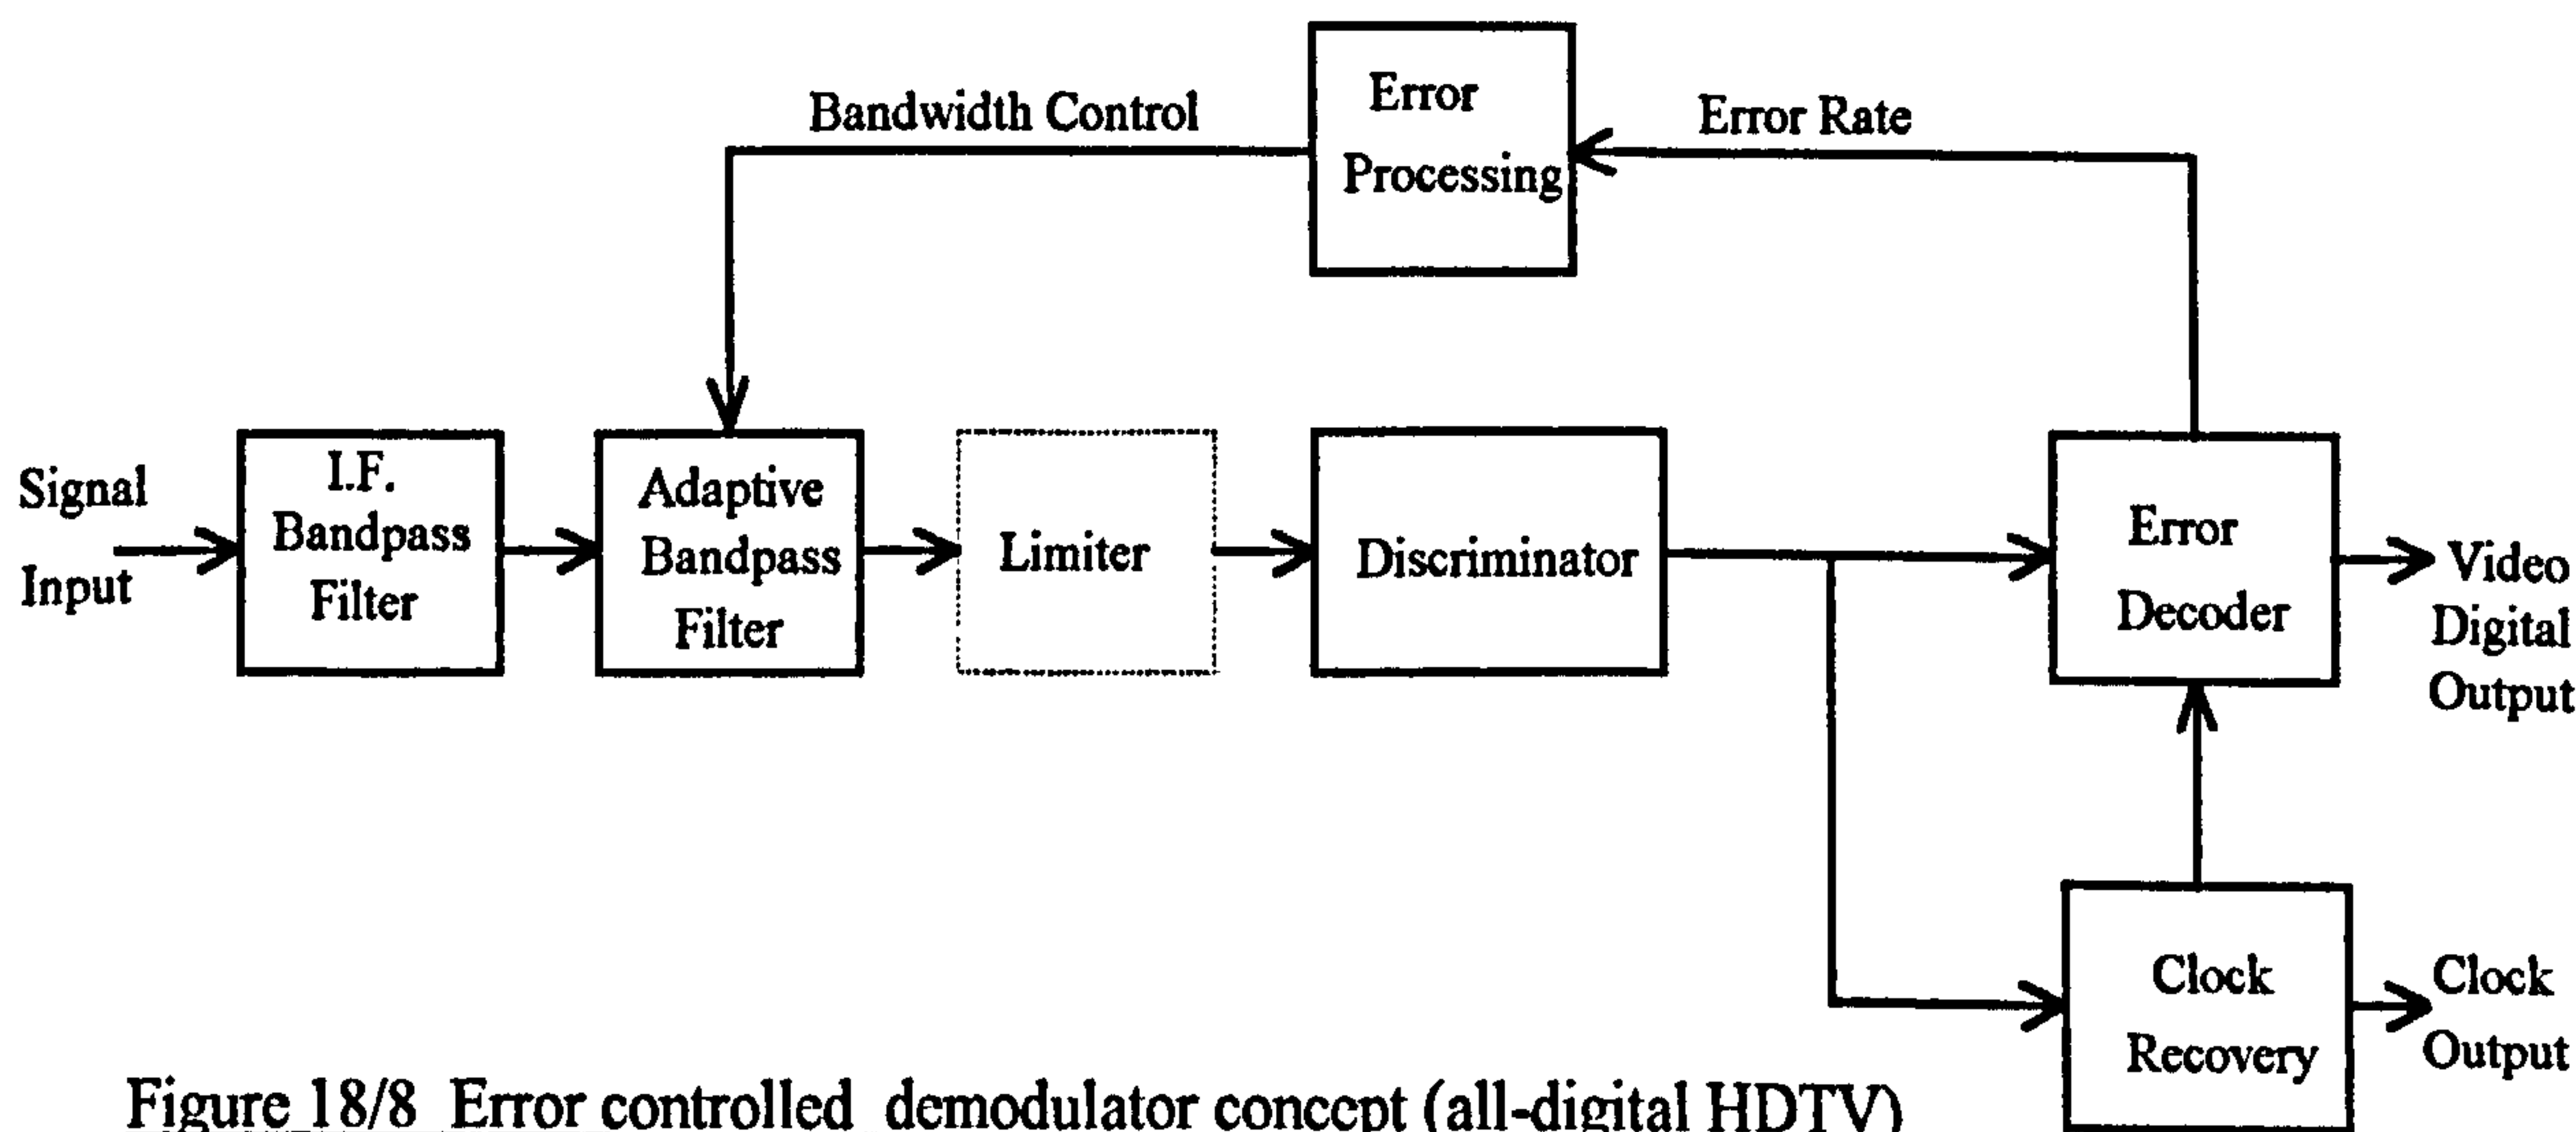 Error
Processing
Bandwidth Control
Error Rate
Signal
Input
I.F.
Bandpass
Filter
Adaptive
Bandpass
Filter
Limiter
Discriminator
Error
Decoder
Video
Digital
Output
Clock
Recovery
Clock
Output
Figure 18/8 Error controlled demodulator concept (all-digital HDTV)